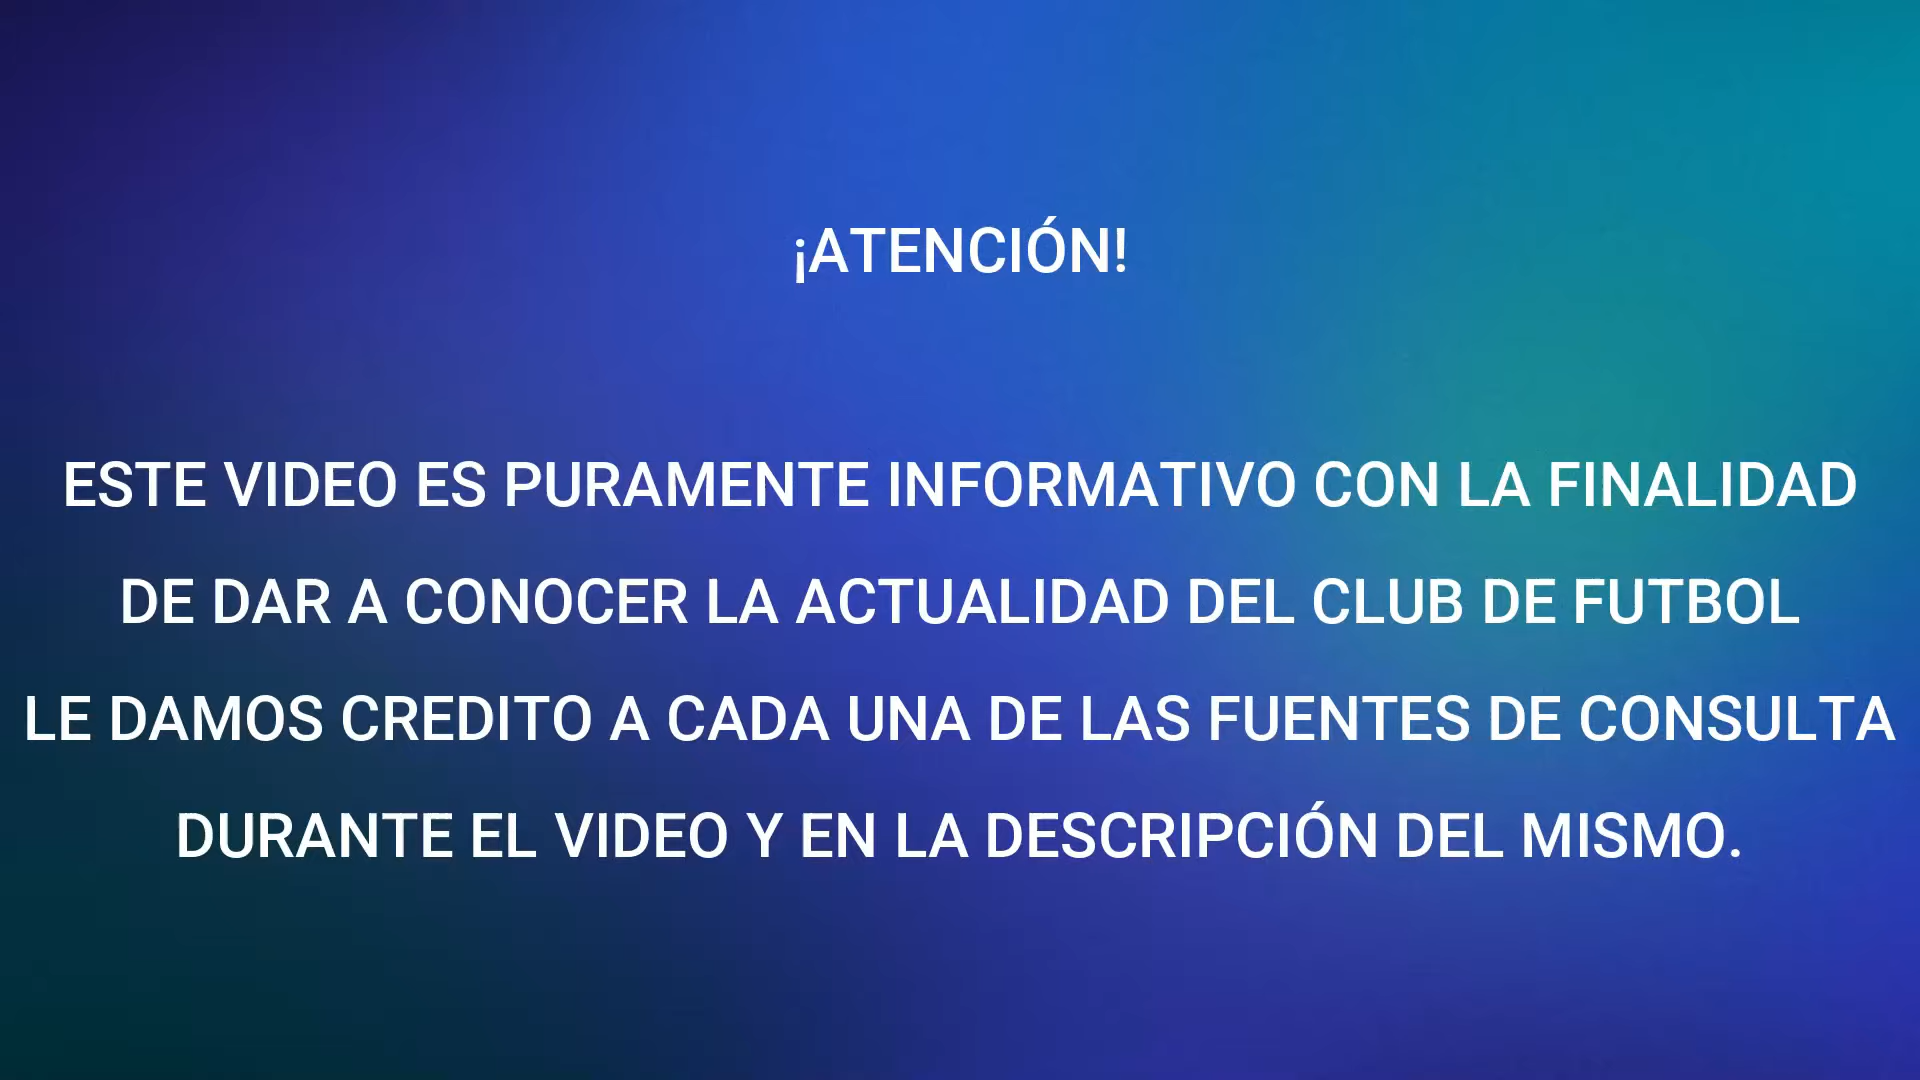 ¡ATENCIÓN!
ESTE VIDEO ES PURAMENTE INFORMATIVO CON LA FINALIDAD
DE DAR A CONOCER LA ACTUALIDAD DEL CLUB DE FUTBOL
LE DAMOS CREDITO A CADA UNA DE LAS FUENTES DE CONSULTA
DURANTE EL VIDEO Y EN LA DESCRIPCIÓN DEL MISMO.